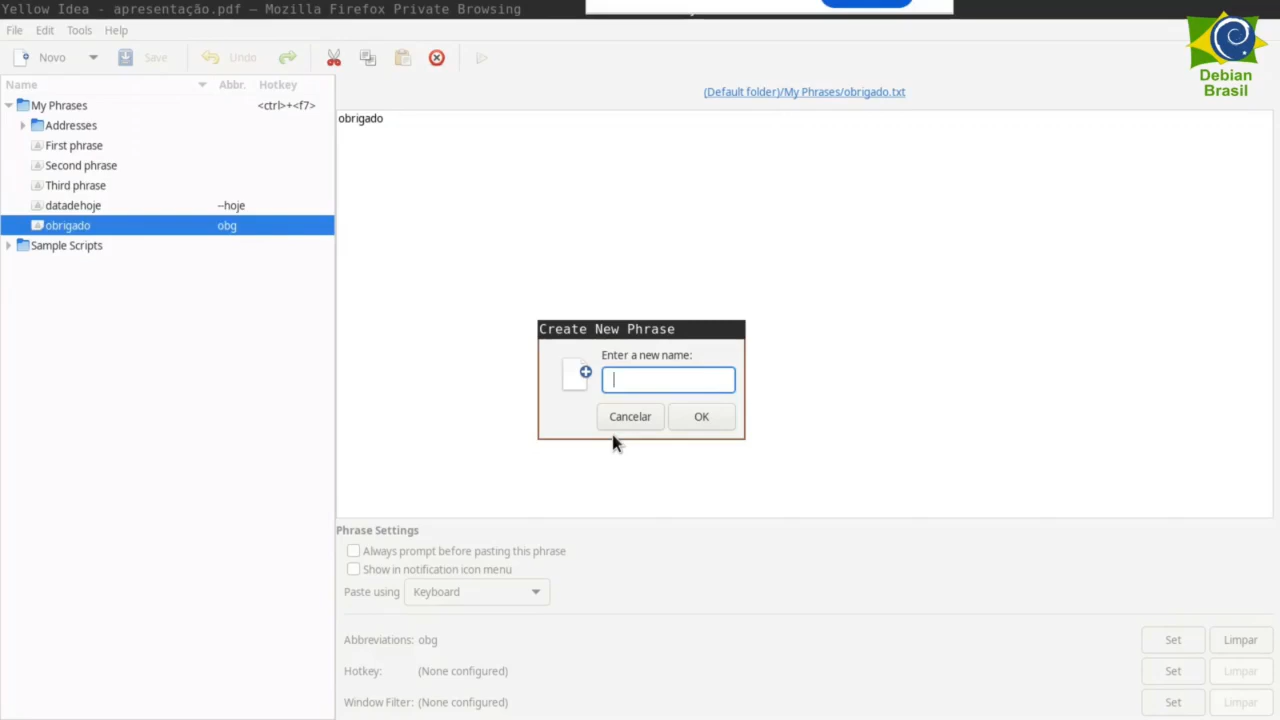 Yellow Idea - apresentação.pdf — Mozilla Firefox Private Browsing
File Edit Tools Help
Novo Save Undo
Debian
Brasil
Name Abbr. Hotkey
(Default folder)/My Phrases/obrigado.txt
My Phrases <ctrl>+<f7>
obrigado
Addresses
First phrase
Second phrase
Third phrase
datadehoje --hoje
obrigado obg
Sample Scripts
Create New Phrase
Enter a new name:
Cancelar OK
Phrase Settings
Always prompt before pasting this phrase
Show in notification icon menu
Paste using Keyboard
Abbreviations: obg Set Limpar
Hotkey: (None configured) Set Limpar
Window Filter: (None configured) Set Limpar